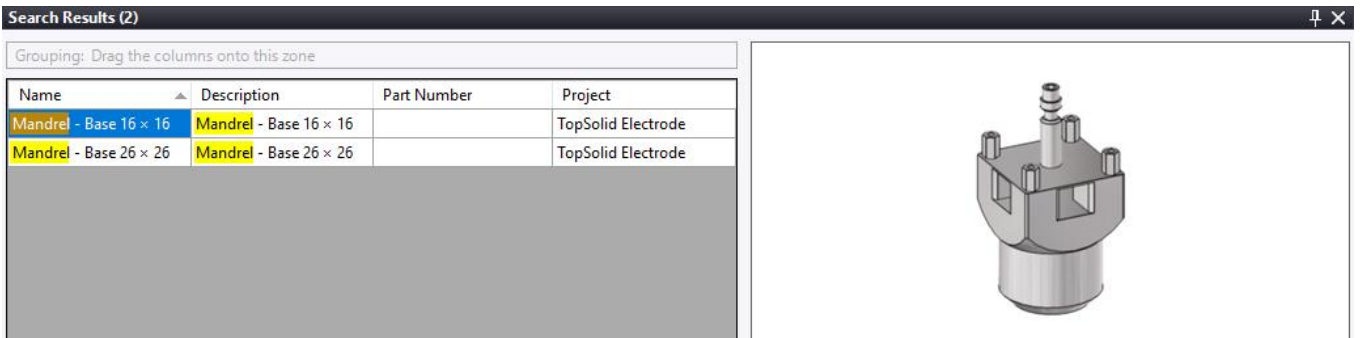 Search Results (2)
Grouping: Drag the columns onto this zone
Name Description Part Number Project
Mandrel - Base 16 × 16 Mandrel - Base 16 × 16 TopSolid Electrode
Mandrel - Base 26 × 26 Mandrel - Base 26 × 26 TopSolid Electrode